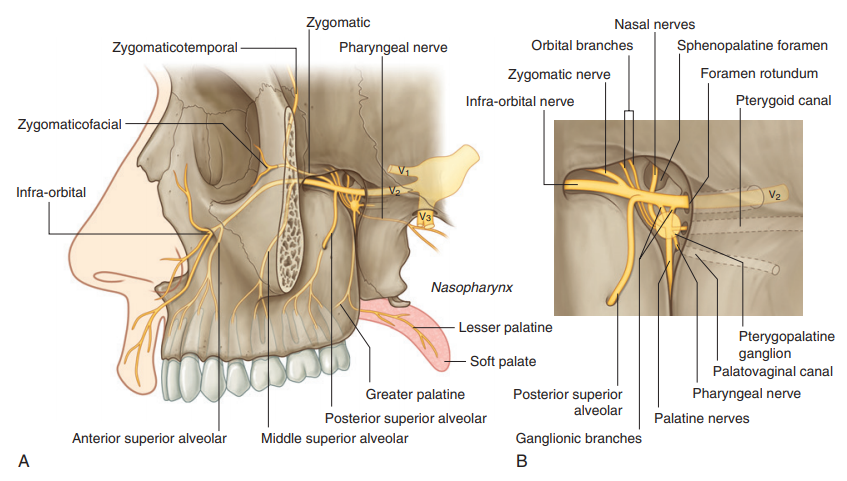 Zygomatic
Zygomaticotemporal
Pharyngeal nerve
Zygomaticofacial
Infra-orbital
V1
V2
V3
Nasopharynx
Lesser palatine
Soft palate
Greater palatine
Posterior superior alveolar
Anterior superior alveolar
Middle superior alveolar
A
Nasal nerves
Orbital branches
Sphenopalatine foramen
Zygomatic nerve
Foramen rotundum
Infra-orbital nerve
Pterygoid canal
V2
Pterygopalatine
ganglion
Palatovaginal canal
Posterior superior
alveolar
Pharyngeal nerve
Palatine nerves
Ganglionic branches
B